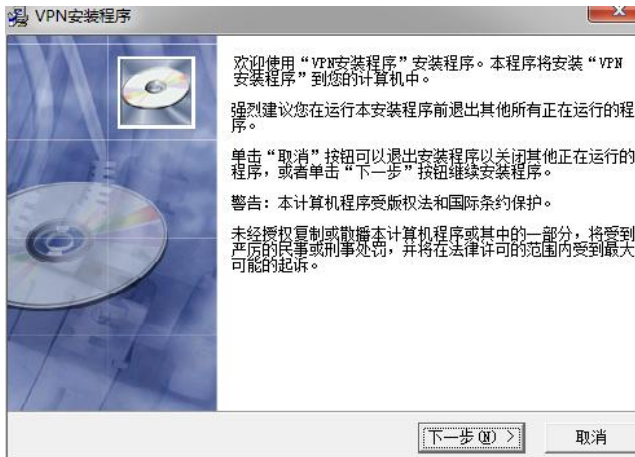 VPN安装程序
欢迎使用“VPN安装程序”安装程序。本程序将安装“VPN
安装程序”到您的计算机中。
强烈建议您在运行本安装程序前退出其他所有正在运行的程
序。
单击“取消”按钮可以退出安装程序以关闭其他正在运行的
程序，或者单击“下一步”按钮继续安装程序。
警告：本计算机程序受版权法和国际条约保护。
未经授权复制或散播本计算机程序或其中的一部分，将受到
严厉的民事或刑事处罚，并将在法律许可的范围内受到最大
可能的起诉。
下一步(N) >
取消